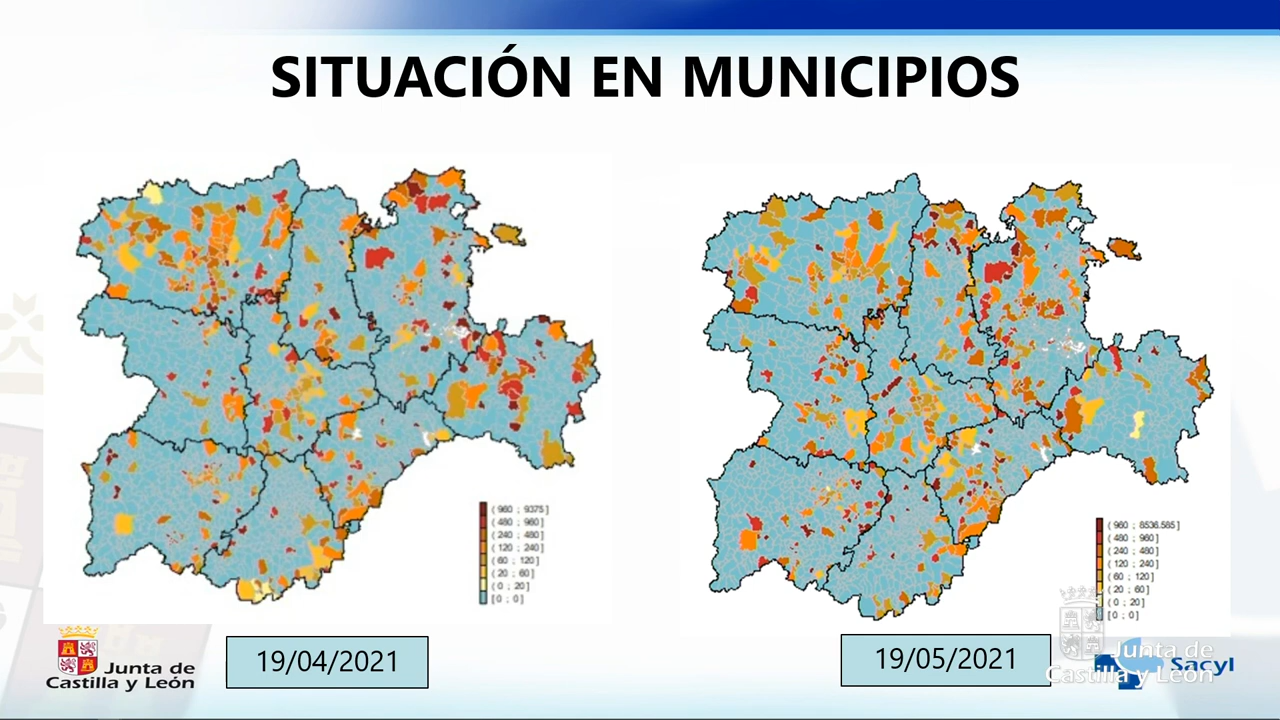 SITUACIÓN EN MUNICIPIOS
( 960 ; 9375 ]
( 480 ; 960 ]
( 240 ; 480 ]
( 120 ; 240 ]
( 60 ; 120 ]
( 20 ; 60 ]
( 0 ; 20 ]
[ 0 ; 0 ]
( 960 ; 8536.585 ]
( 480 ; 960 ]
( 240 ; 480 ]
( 120 ; 240 ]
( 60 ; 120 ]
( 20 ; 60 ]
( 0 ; 20 ]
[ 0 ; 0 ]
Junta de
Castilla y León
19/04/2021
19/05/2021
Junta de
Castilla y León
Sacyl